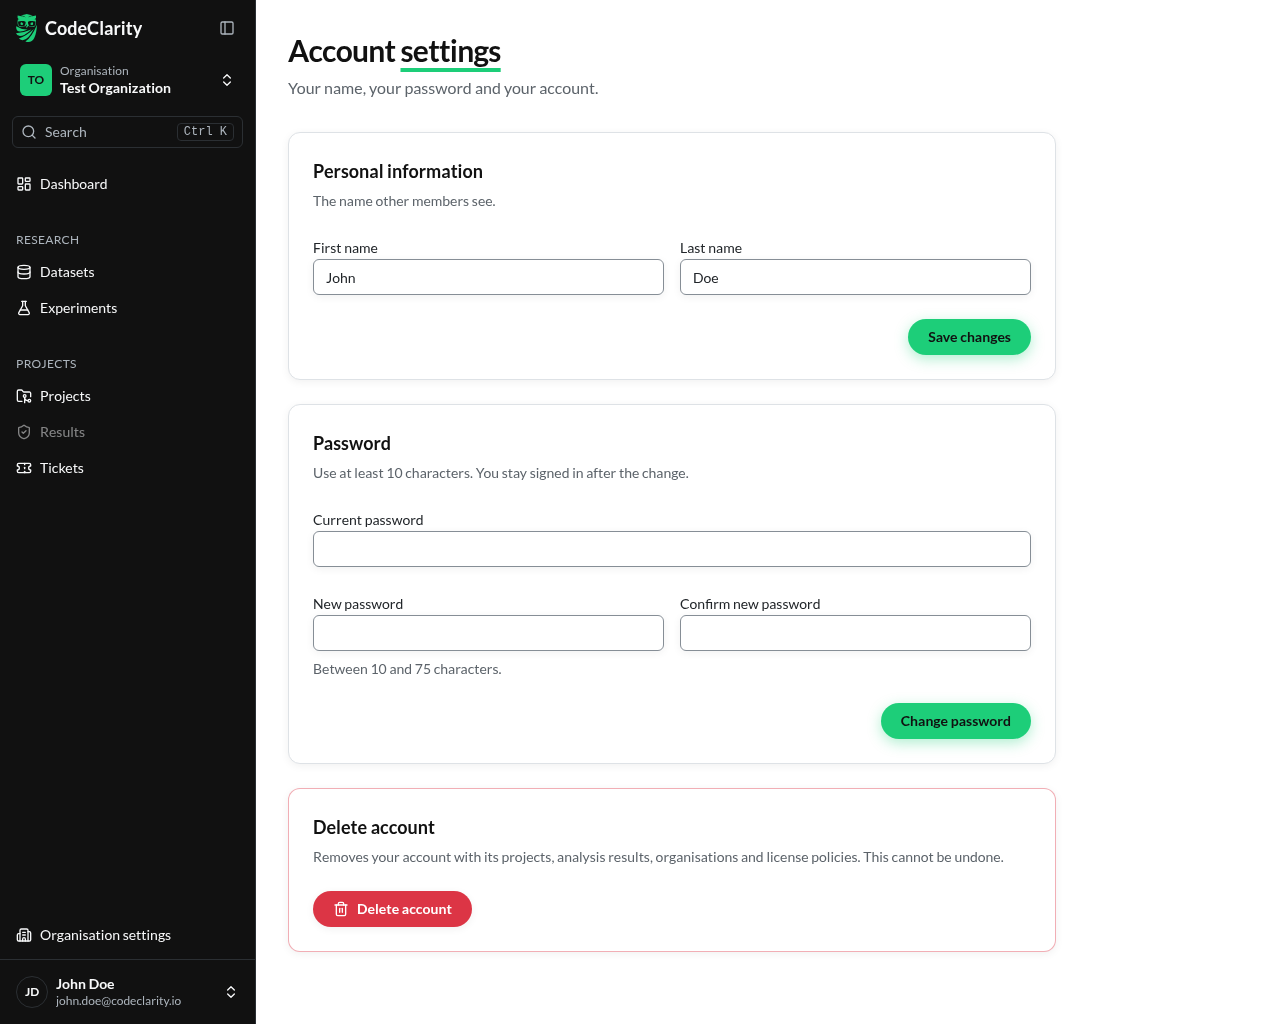 CodeClarity
TO
Organisation
Test Organization
Search
Ctrl K
Dashboard
RESEARCH
Datasets
Experiments
PROJECTS
Projects
Results
Tickets
Organisation settings
JD
John Doe
john.doe@codeclarity.io
Account settings
Your name, your password and your account.
Personal information
The name other members see.
First name
Last name
John
Doe
Save changes
Password
Use at least 10 characters. You stay signed in after the change.
Current password
New password
Confirm new password
Between 10 and 75 characters.
Change password
Delete account
Removes your account with its projects, analysis results, organisations and license policies. This cannot be undone.
Delete account